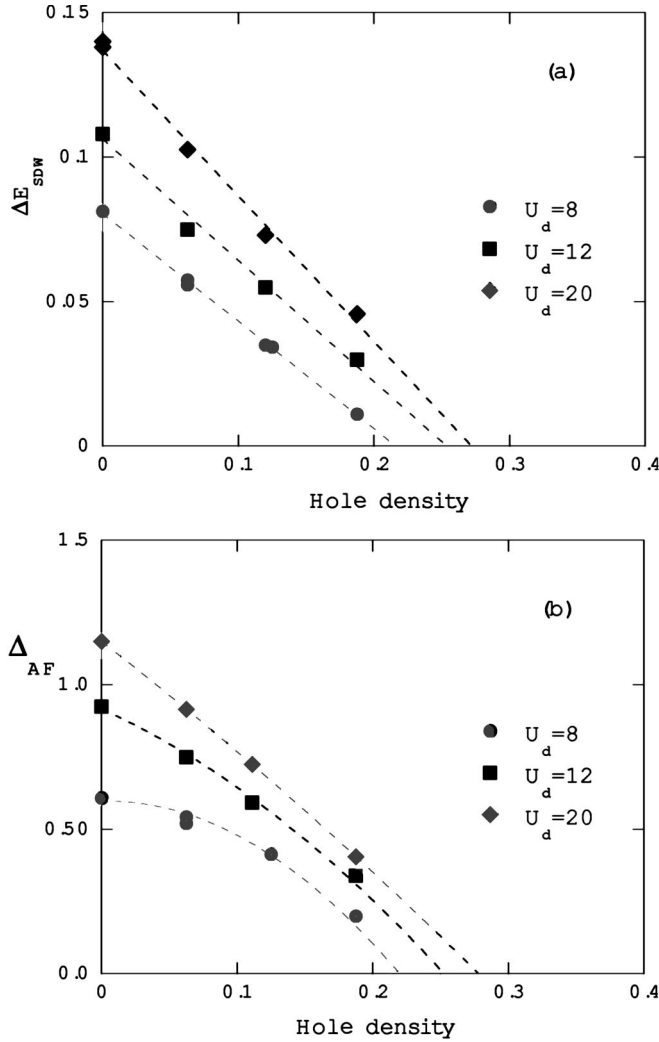 0.15
(a)
0.1
ΔE_SDW
U_d=8
U_d=12
0.05
U_d=20
0
0 0.1 0.2 0.3 0.4
Hole density
1.5
(b)
Δ_AF
1.0
U_d=8
U_d=12
0.50
U_d=20
0.0
0 0.1 0.2 0.3 0.4
Hole density